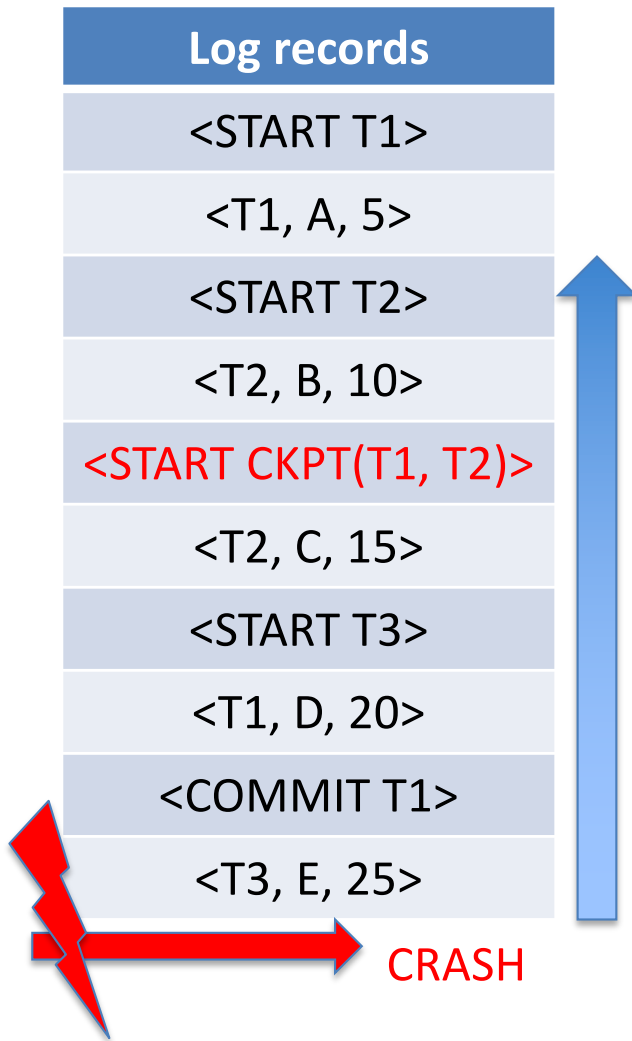 Log records
<START T1>
<T1, A, 5>
<START T2>
<T2, B, 10>
<START CKPT(T1, T2)>
<T2, C, 15>
<START T3>
<T1, D, 20>
<COMMIT T1>
<T3, E, 25>
CRASH